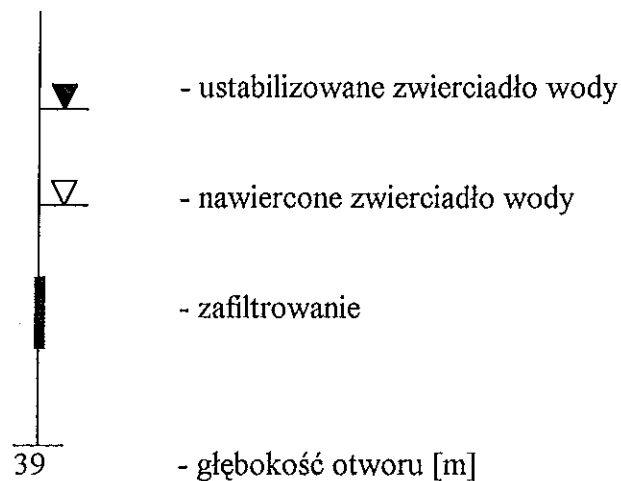 - ustabilizowane zwierciadło wody
- nawiercone zwierciadło wody
- zafiltrowanie
39 - głębokość otworu [m]